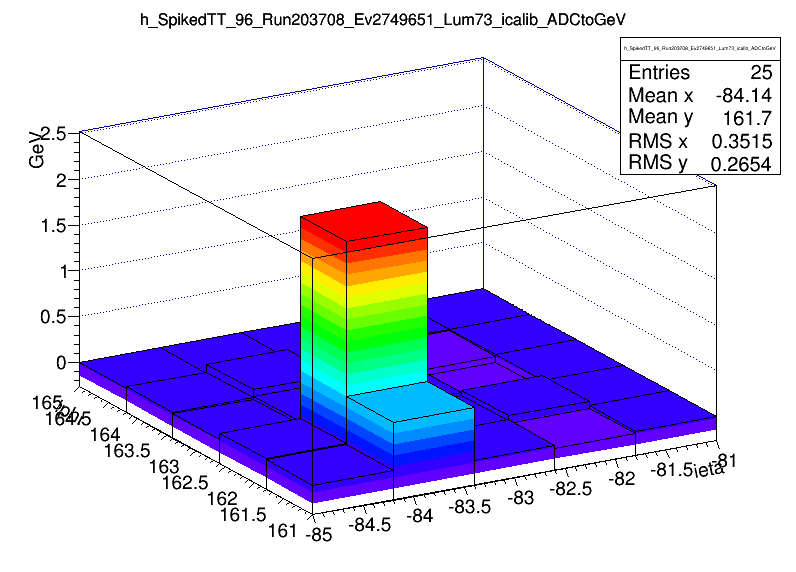 h_SpikedTT_96_Run203708_Ev2749651_Lum73_icalib_ADCtoGeV
h_SpikedTT_96_Run203708_Ev2749651_Lum73_icalib_ADCtoGeV
Entries 25
Mean x -84.14
Mean y 161.7
RMS x 0.3515
RMS y 0.2654
GeV
2.5
2
1.5
1
0.5
0
165
164.5
164
163.5
163
162.5
162
161.5
161
-85
-84.5
-84
-83.5
-83
-82.5
-82
-81.5
-81
ieta